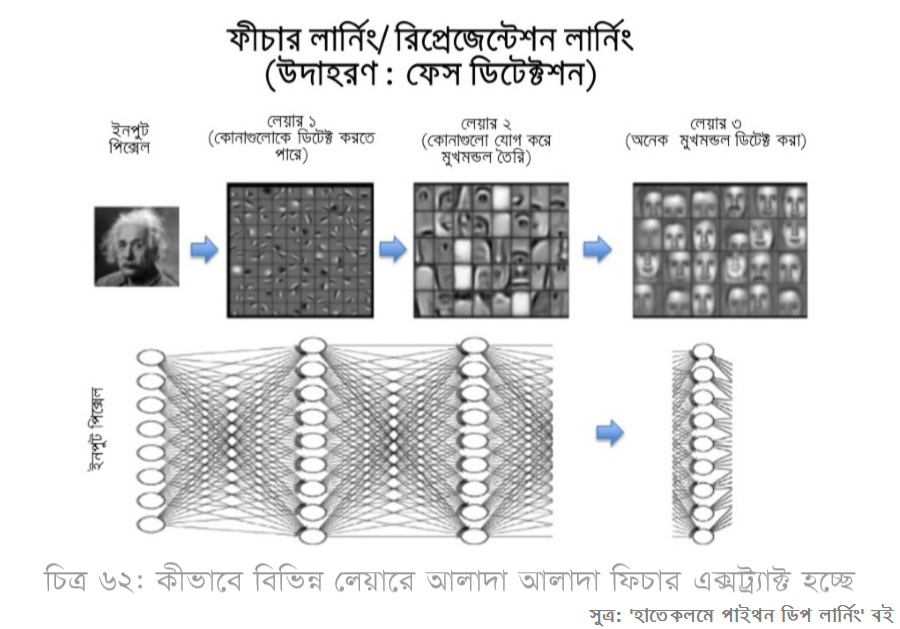 ফীচার লার্নিং/ রিপ্রেজেন্টেশন লার্নিং
(উদাহরণ : ফেস ডিটেক্টশন)
ইনপুট
পিক্সেল
লেয়ার ১
(কোনাগুলোকে ডিটেক্ট করতে
পারে)
লেয়ার ২
(কোনাগুলো যোগ করে
মুখমন্ডল তৈরি)
লেয়ার ৩
(অনেক মুখমন্ডল ডিটেক্ট করা)
ইনপুট পিক্সেল
চিত্র ৬২: কীভাবে বিভিন্ন লেয়ারে আলাদা আলাদা ফিচার এক্সট্র্যাক্ট হচ্ছে
সুত্র: 'হাতেকলমে পাইথন ডিপ লার্নিং' বই